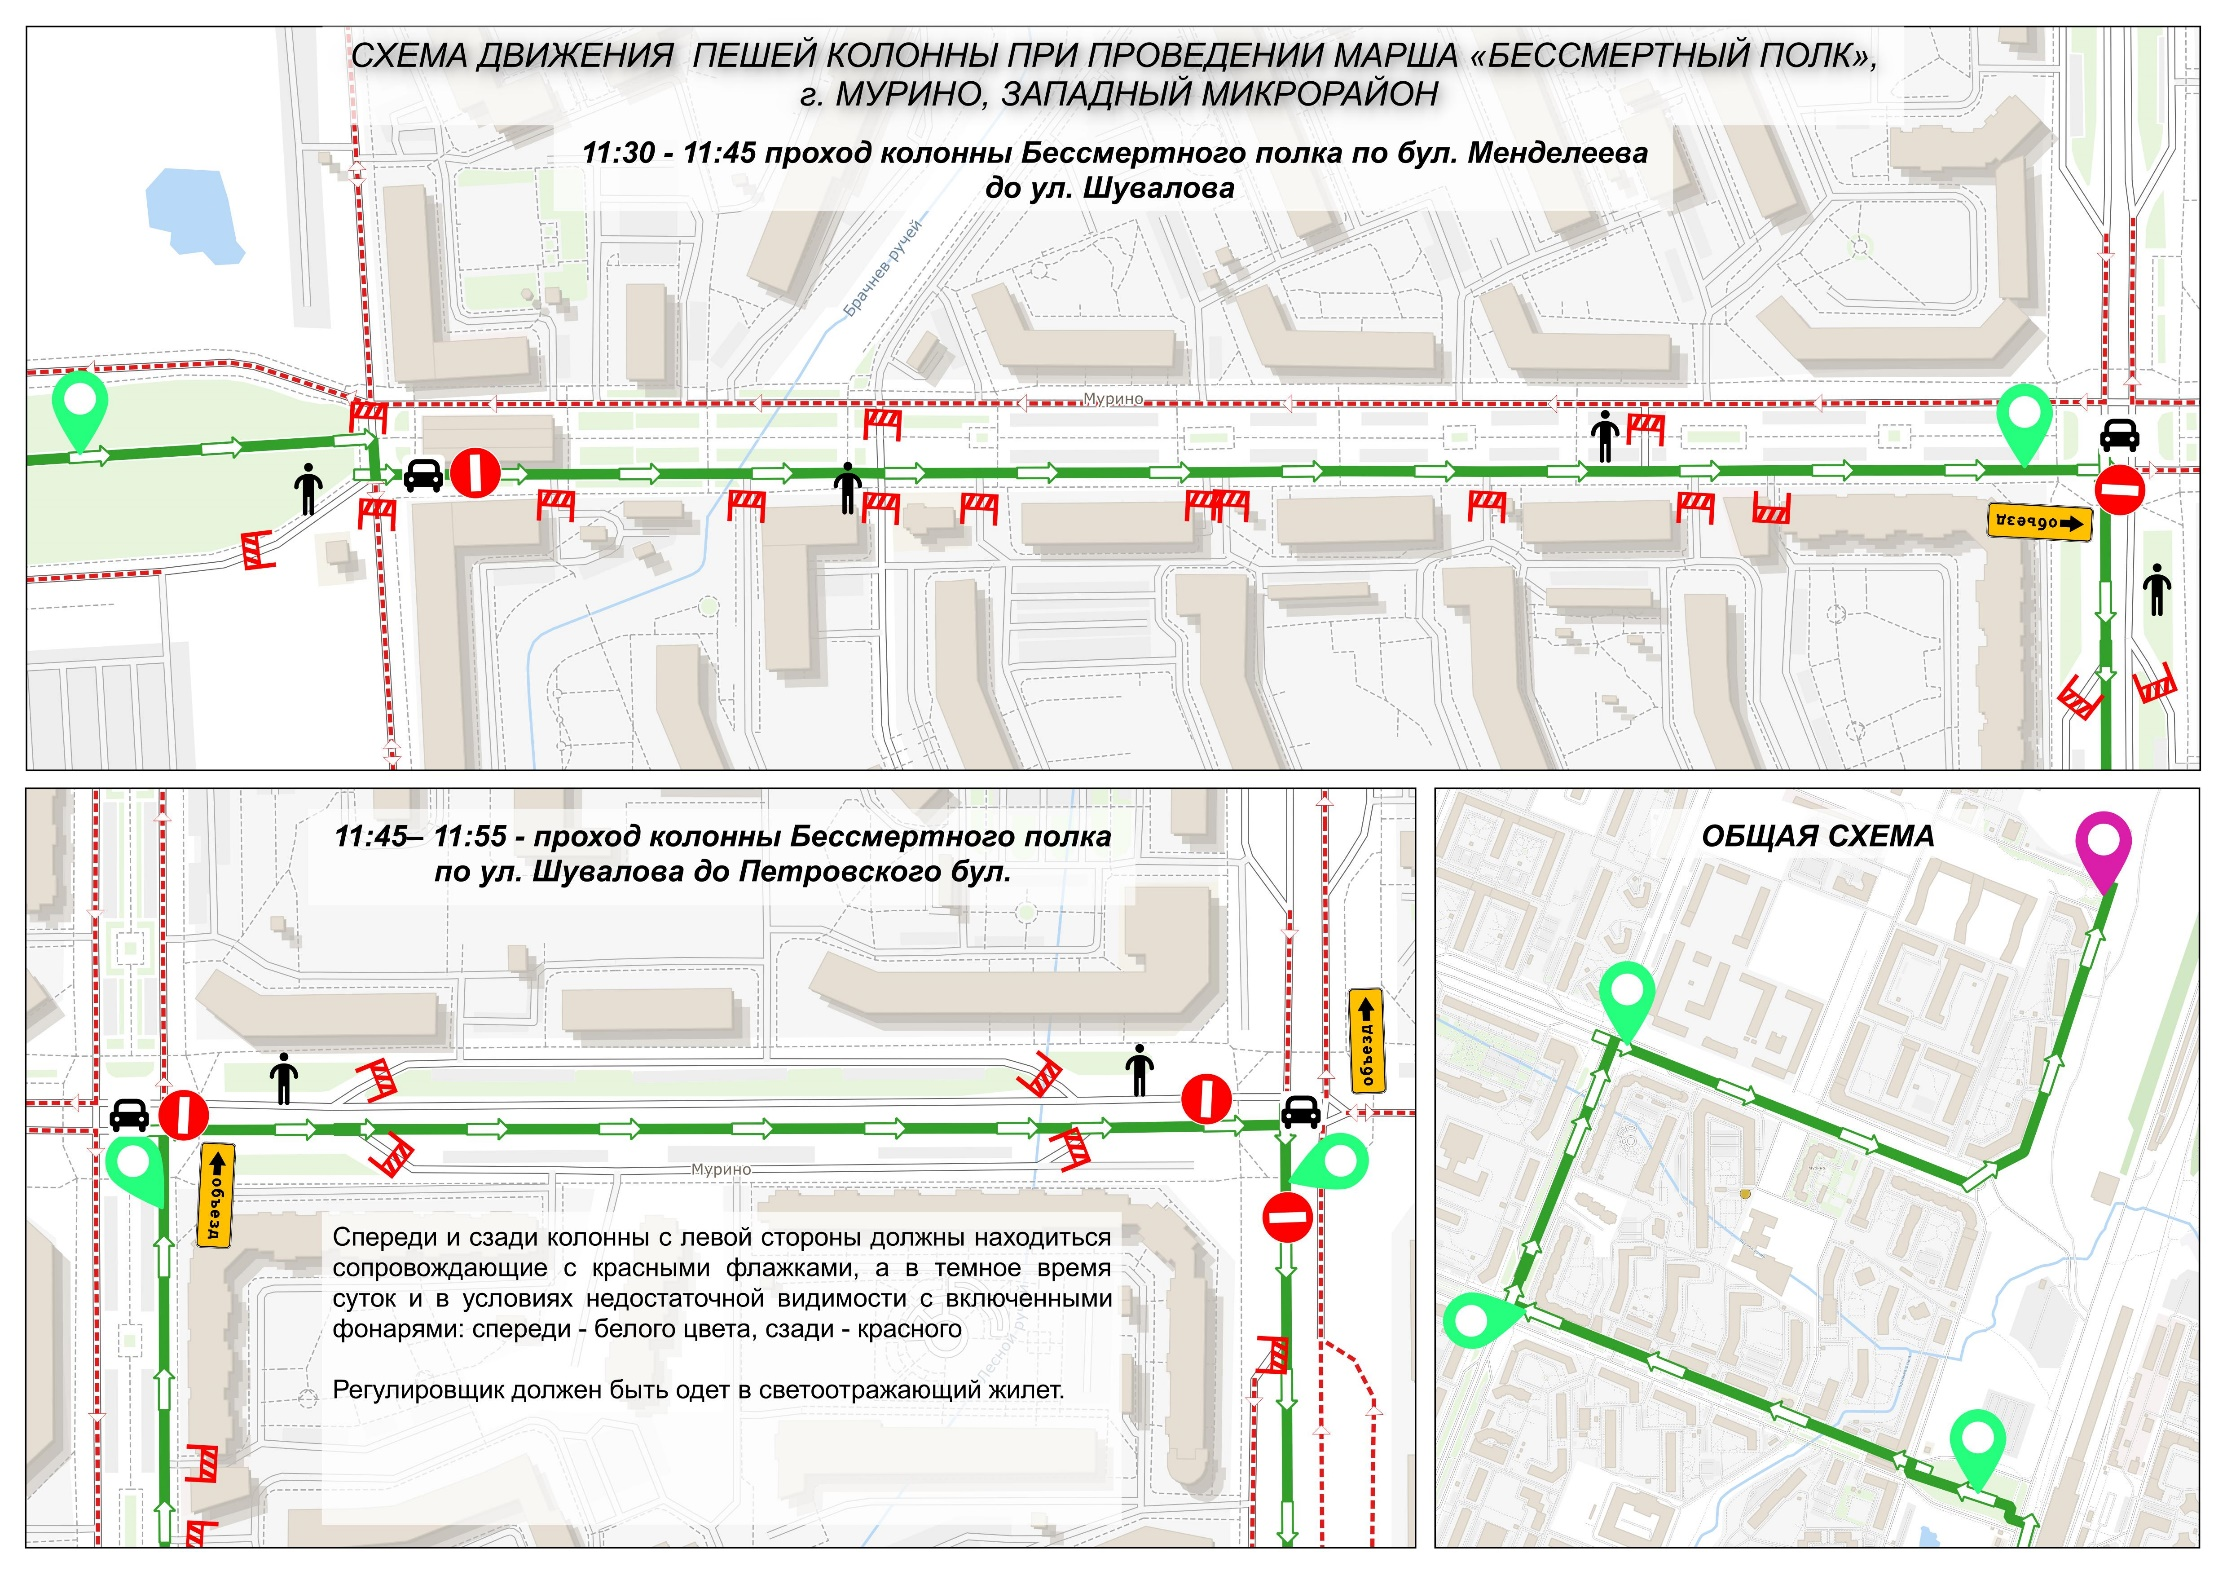 СХЕМА ДВИЖЕНИЯ ПЕШЕЙ КОЛОННЫ ПРИ ПРОВЕДЕНИИ МАРША «БЕССМЕРТНЫЙ ПОЛК»,
г. МУРИНО, ЗАПАДНЫЙ МИКРОРАЙОН
11:30 - 11:45 проход колонны Бессмертного полка по бул. Менделеева
до ул. Шувалова
Брачнев ручей
Мурино
объезд
11:45– 11:55 - проход колонны Бессмертного полка
по ул. Шувалова до Петровского бул.
объезд
объезд
Мурино
Спереди и сзади колонны с левой стороны должны находиться
сопровождающие с красными флажками, а в темное время
суток и в условиях недостаточной видимости с включенными
фонарями: спереди - белого цвета, сзади - красного
Регулировщик должен быть одет в светоотражающий жилет.
ОБЩАЯ СХЕМА